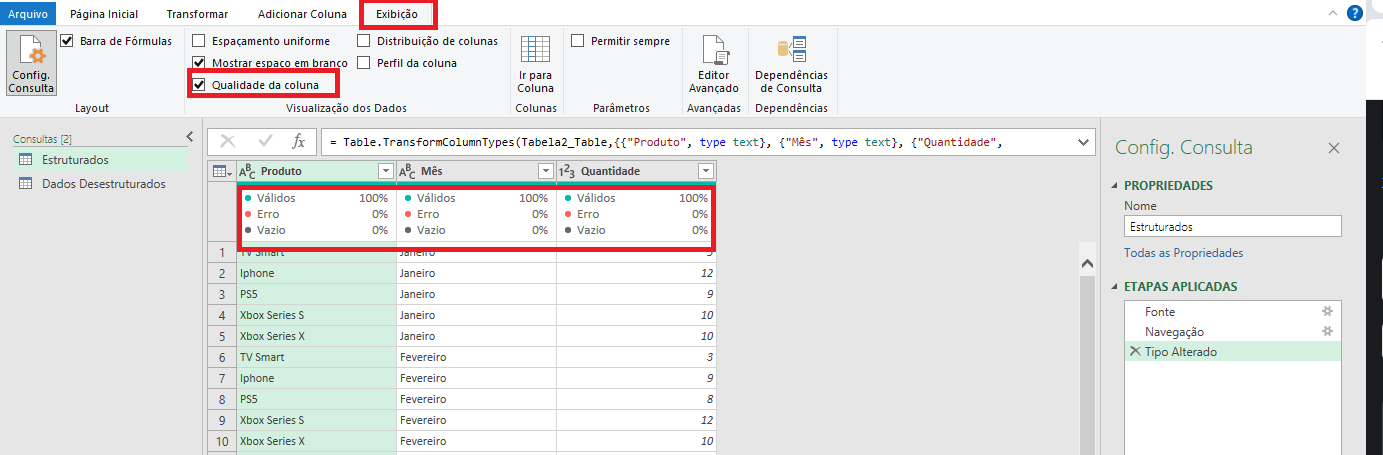 Arquivo Página Inicial Transformar Adicionar Coluna Exibição ?
Config. Consulta
Barra de Fórmulas
Layout
Espaçamento uniforme
Mostrar espaço em branco
Qualidade da coluna
Distribuição de colunas
Perfil da coluna
Visualização dos Dados
Ir para Coluna
Colunas
Permitir sempre
Parâmetros
Editor Avançado
Avançadas
Dependências de Consulta
Dependências
Consultas [2]
Estruturados
Dados Desestruturados
fx = Table.TransformColumnTypes(Tabela2_Table,{{"Produto", type text}, {"Mês", type text}, {"Quantidade",
ABC Produto ABC Mês 123 Quantidade
Válidos 100% Válidos 100% Válidos 100%
Erro 0% Erro 0% Erro 0%
Vazio 0% Vazio 0% Vazio 0%
1 TV Smart Janeiro
2 Iphone Janeiro 12
3 PS5 Janeiro 9
4 Xbox Series S Janeiro 10
5 Xbox Series X Janeiro 10
6 TV Smart Fevereiro 3
7 Iphone Fevereiro 9
8 PS5 Fevereiro 8
9 Xbox Series S Fevereiro 12
10 Xbox Series X Fevereiro 10
Config. Consulta
PROPRIEDADES
Nome
Estruturados
Todas as Propriedades
ETAPAS APLICADAS
Fonte
Navegação
Tipo Alterado